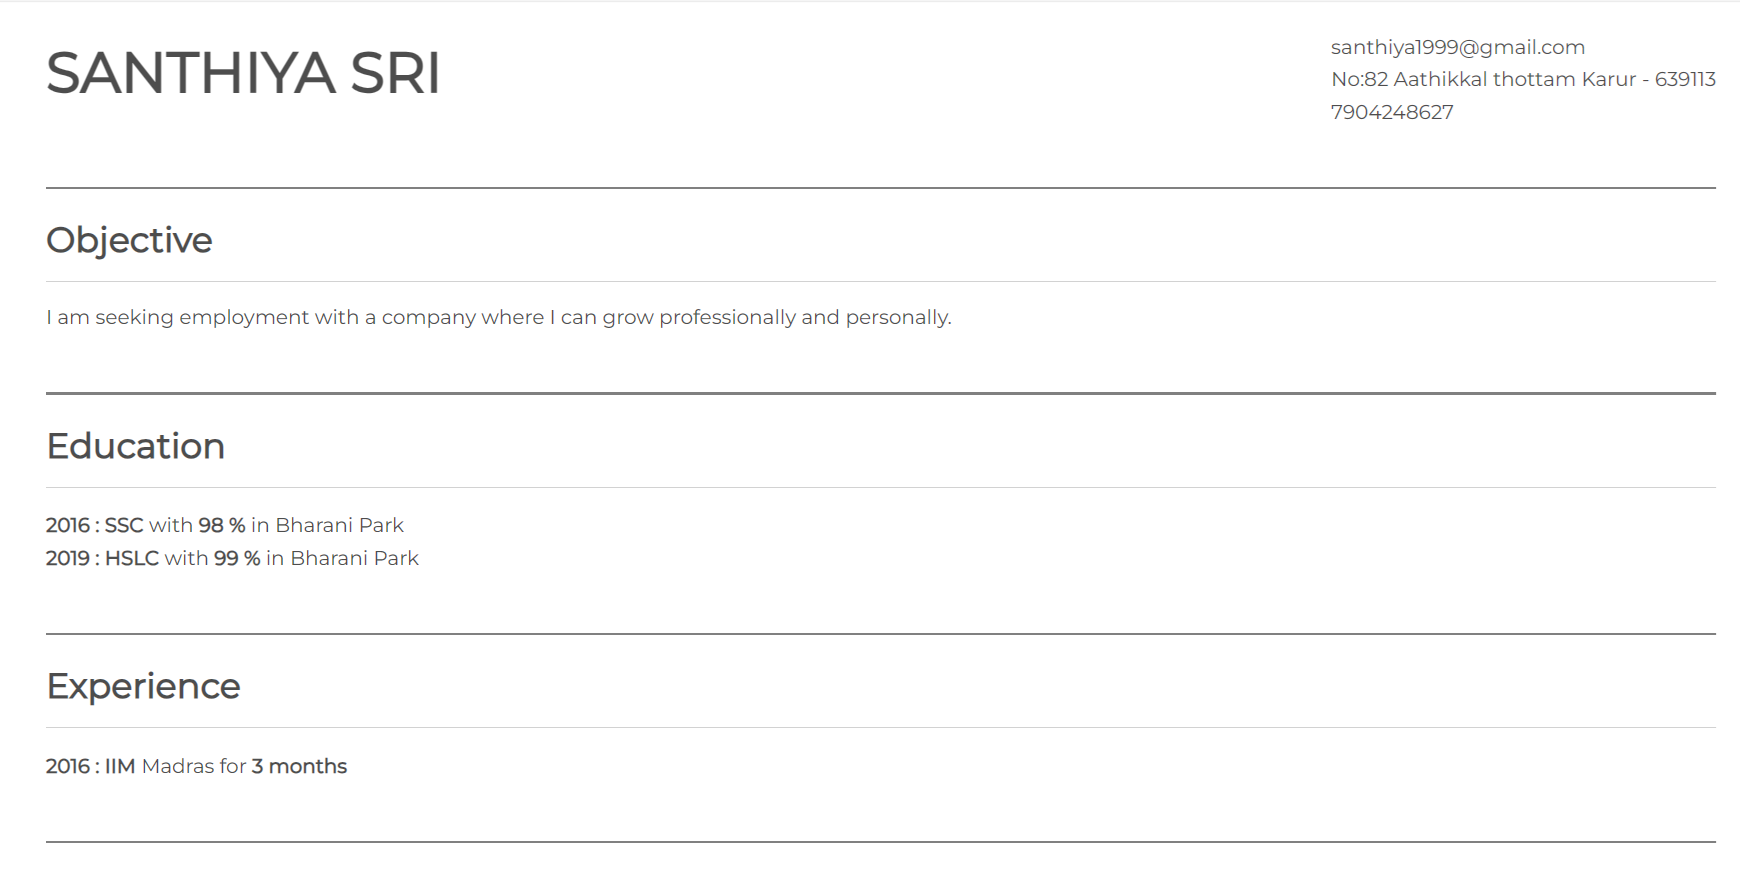 SANTHIYA SRI
santhiya1999@gmail.com
No:82 Aathikkal thottam Karur - 639113
7904248627
Objective
I am seeking employment with a company where I can grow professionally and personally.
Education
2016 : SSC with 98 % in Bharani Park
2019 : HSLC with 99 % in Bharani Park
Experience
2016 : IIM Madras for 3 months